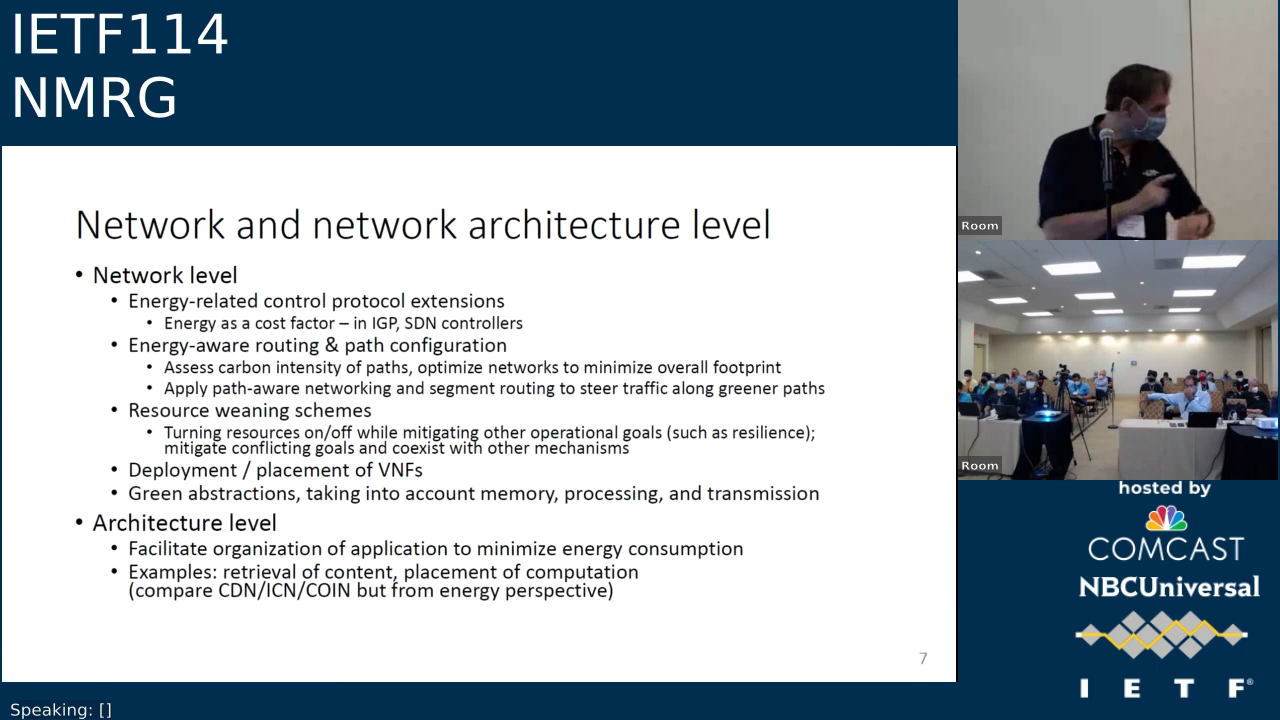 IETF114
NMRG
Network and network architecture level
• Network level
• Energy-related control protocol extensions
• Energy as a cost factor – in IGP, SDN controllers
• Energy-aware routing & path configuration
• Assess carbon intensity of paths, optimize networks to minimize overall footprint
• Apply path-aware networking and segment routing to steer traffic along greener paths
• Resource weaning schemes
• Turning resources on/off while mitigating other operational goals (such as resilience);
mitigate conflicting goals and coexist with other mechanisms
• Deployment / placement of VNFs
• Green abstractions, taking into account memory, processing, and transmission
• Architecture level
• Facilitate organization of application to minimize energy consumption
• Examples: retrieval of content, placement of computation
(compare CDN/ICN/COIN but from energy perspective)
7
Room
Room
hosted by
COMCAST
NBCUniversal
I E T F®
Speaking: []